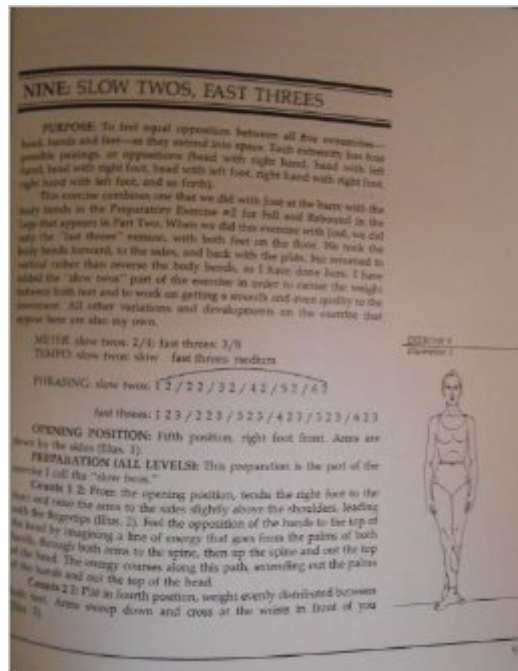 NINE: SLOW TWOS, FAST THREES
PURPOSE: To feel equal opposition between all five extremities—
head, hands and feet—as they extend into space. Each extremity has four
possible pairings, or oppositions (head with right hand, head with left
hand, head with right foot, head with left foot, right hand with right foot,
right hand with left foot, and so forth).
This exercise combines one that we did with José at the barre with the
body bends in the Preparatory Exercise #2 for Fall and Rebound in the
Legs that appears in Part Two. When we did this exercise with José, we did
only the "fast threes" version, with both feet on the floor. We took the
body bends forward, to the sides, and back with the pliés, but returned to
vertical rather than reverse the body bends, as I have done here. I have
added the "slow twos" part of the exercise in order to center the weight
between both feet and to work on getting a smooth and even quality to the
movement. All other variations and developments on the exercise that
appear here are also my own.
METER: slow twos: 2/4; fast threes: 3/8
TEMPO: slow twos: slow fast threes: medium
PHRASING: slow twos: 1 2 / 2 2 / 3 2 / 4 2 / 5 2 / 6 2
fast threes: 1 2 3 / 2 2 3 / 3 2 3 / 4 2 3 / 3 2 3 / 4 2 3
OPENING POSITION: Fifth position, right foot front. Arms are
down by the sides (Illus. 1).
PREPARATION (ALL LEVELS): This preparation is the part of the
exercise I call the "slow twos."
Counts 1 2: From the opening position, tendu the right foot to the
and raise the arms to the sides slightly above the shoulders, leading
with the fingertips (Illus. 2). Feel the opposition of the hands to the top of
the head by imagining a line of energy that goes from the palms of both
hands, through both arms to the spine, then up the spine and out the top
of the head. The energy courses along this path, extending out the palms
of the hands and out the top of the head.
Counts 2 2: Plié in fourth position, weight evenly distributed between
both feet. Arms sweep down and cross at the wrists in front of you
EXERCISE 9
Illustration 1